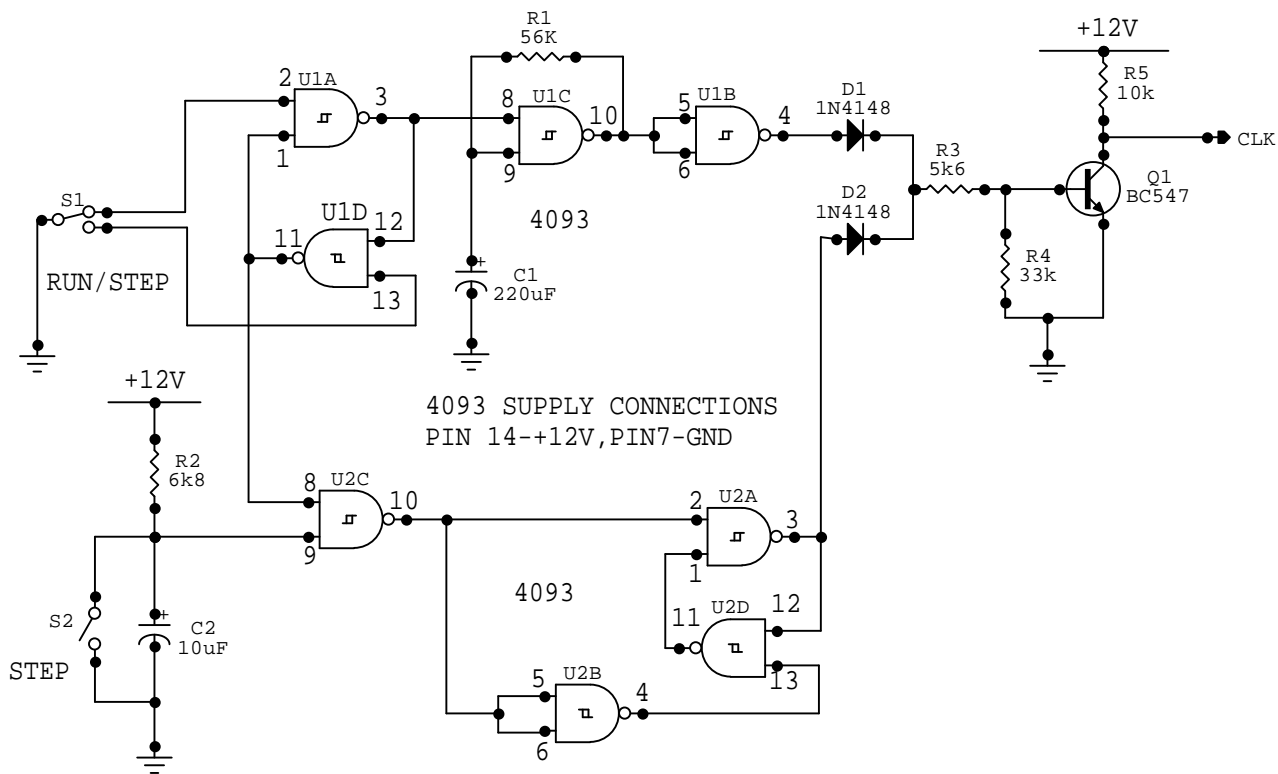 R1
56K
+12V
R5
10k
2
U1A
3
1
8
U1C
10
9
5
U1B
4
6
D1
1N4148
D2
1N4148
R3
5k6
CLK
Q1
BC547
R4
33k
S1
RUN/STEP
U1D
12
11
13
4093
+
C1
220uF
+12V
R2
6k8
4093 SUPPLY CONNECTIONS
PIN 14-+12V,PIN7-GND
8
U2C
10
9
2
U2A
3
1
4093
U2D
12
11
13
S2
STEP
+
C2
10uF
5
U2B
4
6